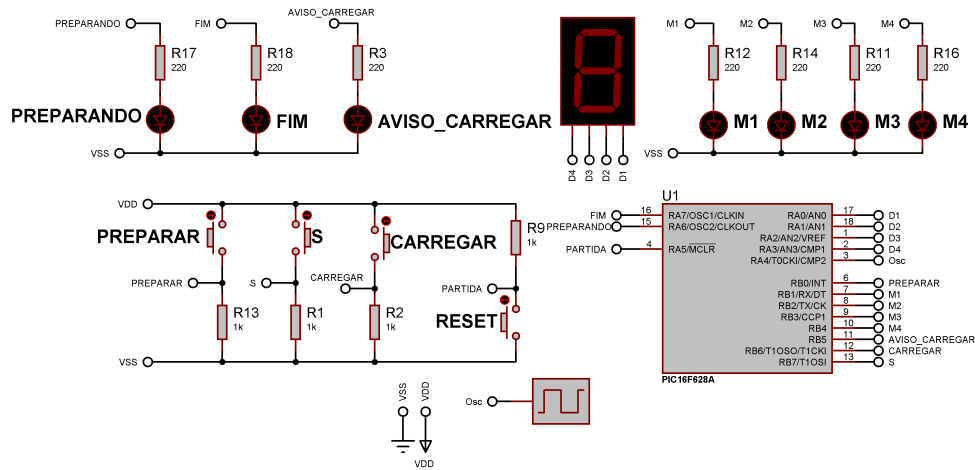 PREPARANDO
FIM
AVISO_CARREGAR
R17
220
R18
220
R3
220
PREPARANDO
FIM
AVISO_CARREGAR
VSS
D4
D3
D2
D1
M1
M2
M3
M4
R12
220
R14
220
R11
220
R16
220
M1
M2
M3
M4
VSS
VDD
PREPARAR
S
CARREGAR
R9
1k
PREPARAR
S
CARREGAR
PARTIDA
R13
1k
R1
1k
R2
1k
RESET
VSS
U1
FIM
16
RA7/OSC1/CLKIN
RA0/AN0
17
D1
PREPARANDO
15
RA6/OSC2/CLKOUT
RA1/AN1
18
D2
RA2/AN2/VREF
1
D3
PARTIDA
4
RA5/MCLR
RA3/AN3/CMP1
2
D4
RA4/T0CKI/CMP2
3
Osc
RB0/INT
6
PREPARAR
RB1/RX/DT
7
M1
RB2/TX/CK
8
M2
RB3/CCP1
9
M3
RB4
10
M4
RB5
11
AVISO_CARREGAR
RB6/T1OSO/T1CKI
12
CARREGAR
RB7/T1OSI
13
S
PIC16F628A
VSS
VDD
Osc
VDD